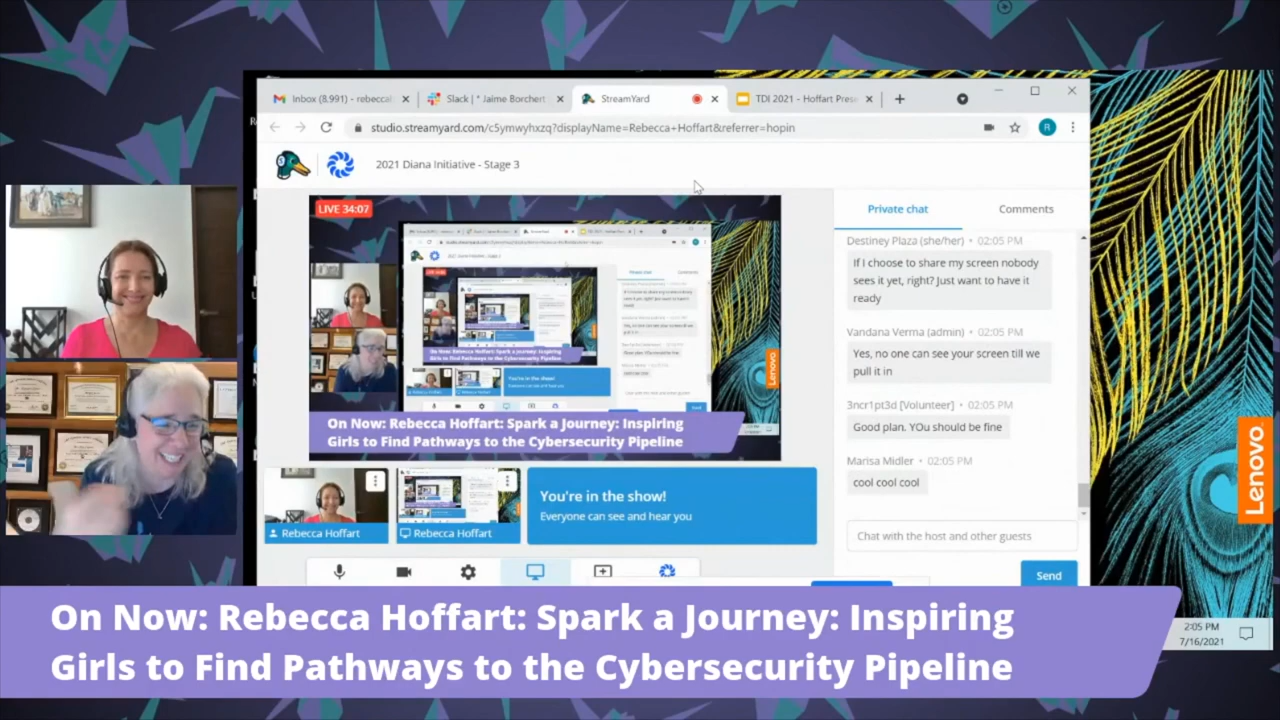 Inbox (8,991) - rebecca
Slack | * Jaime Borchert
StreamYard
TDI 2021 - Hoffart Pres
studio.streamyard.com/c5ymwyhxzq?displayName=Rebecca+Hoffart&referrer=hopin
R
2021 Diana Initiative - Stage 3
LIVE 34:07
Private chat
Comments
Destiney Plaza (she/her) • 02:05 PM
If I choose to share my screen nobody
sees it yet, right? Just want to have it
ready
Vandana Verma (admin) • 02:05 PM
Yes, no one can see your screen till we
pull it in
3ncr1pt3d [Volunteer] • 02:05 PM
Good plan. YOu should be fine
Marisa Midler • 02:05 PM
cool cool cool
Chat with the host and other guests
Send
On Now: Rebecca Hoffart: Spark a Journey: Inspiring
Girls to Find Pathways to the Cybersecurity Pipeline
You're in the show!
Everyone can see and hear you
Rebecca Hoffart
Rebecca Hoffart
Lenovo
Lenovo
2:05 PM
7/16/2021
On Now: Rebecca Hoffart: Spark a Journey: Inspiring
Girls to Find Pathways to the Cybersecurity Pipeline